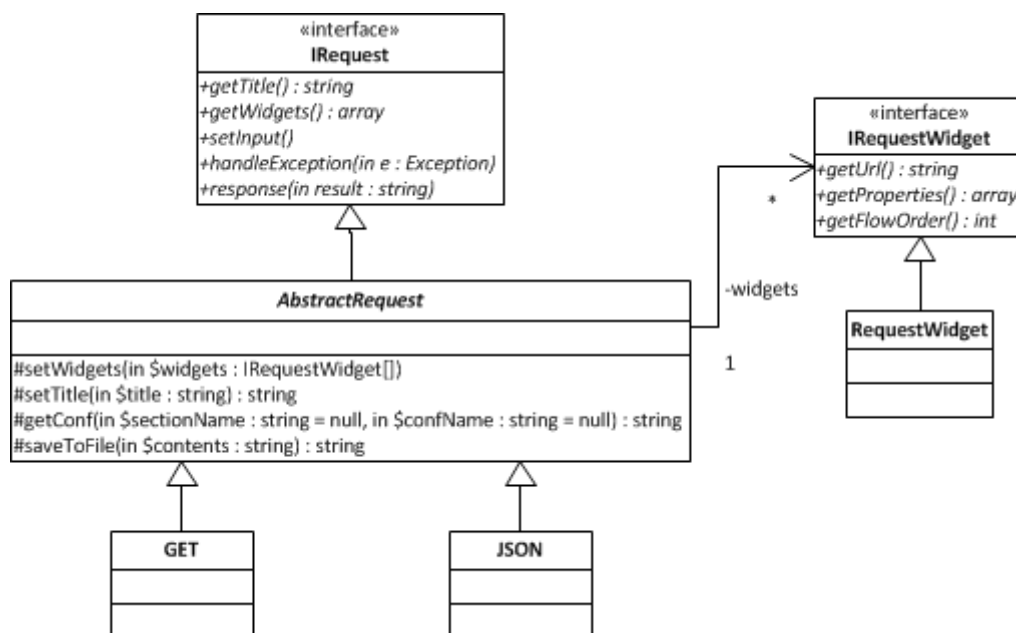 «interface»
IRequest
+getTitle() : string
+getWidgets() : array
+setInput()
+handleException(in e : Exception)
+response(in result : string)
«interface»
IRequestWidget
+getUrl() : string
+getProperties() : array
+getFlowOrder() : int
*
-widgets
1
AbstractRequest
#setWidgets(in $widgets : IRequestWidget[])
#setTitle(in $title : string) : string
#getConf(in $sectionName : string = null, in $confName : string = null) : string
#saveToFile(in $contents : string) : string
RequestWidget
GET
JSON